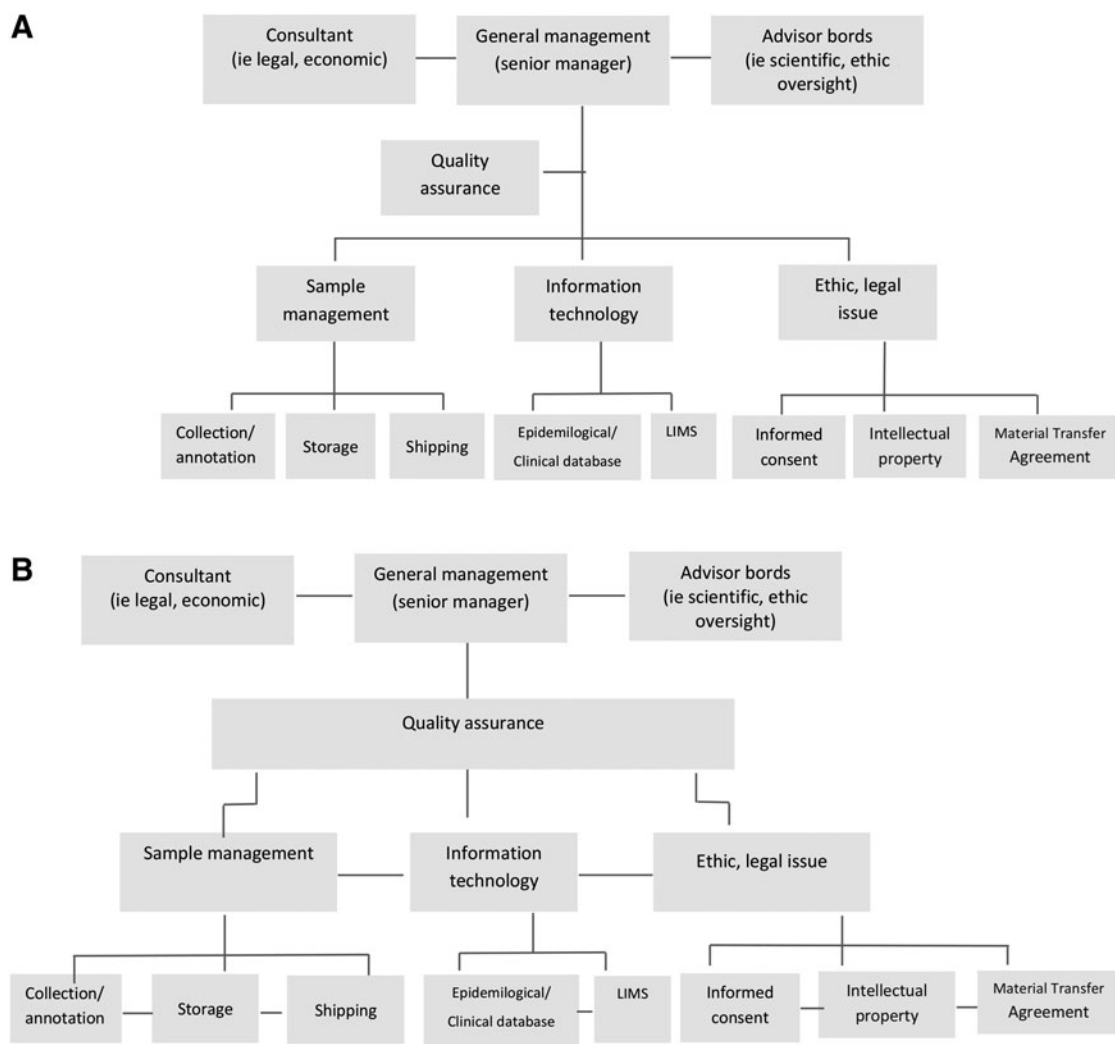 A
Consultant
(ie legal, economic)
General management
(senior manager)
Advisor bords
(ie scientific, ethic
oversight)
Quality
assurance
Sample
management
Information
technology
Ethic, legal
issue
Collection/
annotation
Storage
Shipping
Epidemilogical/
Clinical database
LIMS
Informed
consent
Intellectual
property
Material Transfer
Agreement
B
Consultant
(ie legal, economic)
General management
(senior manager)
Advisor bords
(ie scientific, ethic
oversight)
Quality assurance
Sample management
Information
technology
Ethic, legal issue
Collection/
annotation
Storage
Shipping
Epidemilogical/
Clinical database
LIMS
Informed
consent
Intellectual
property
Material Transfer
Agreement